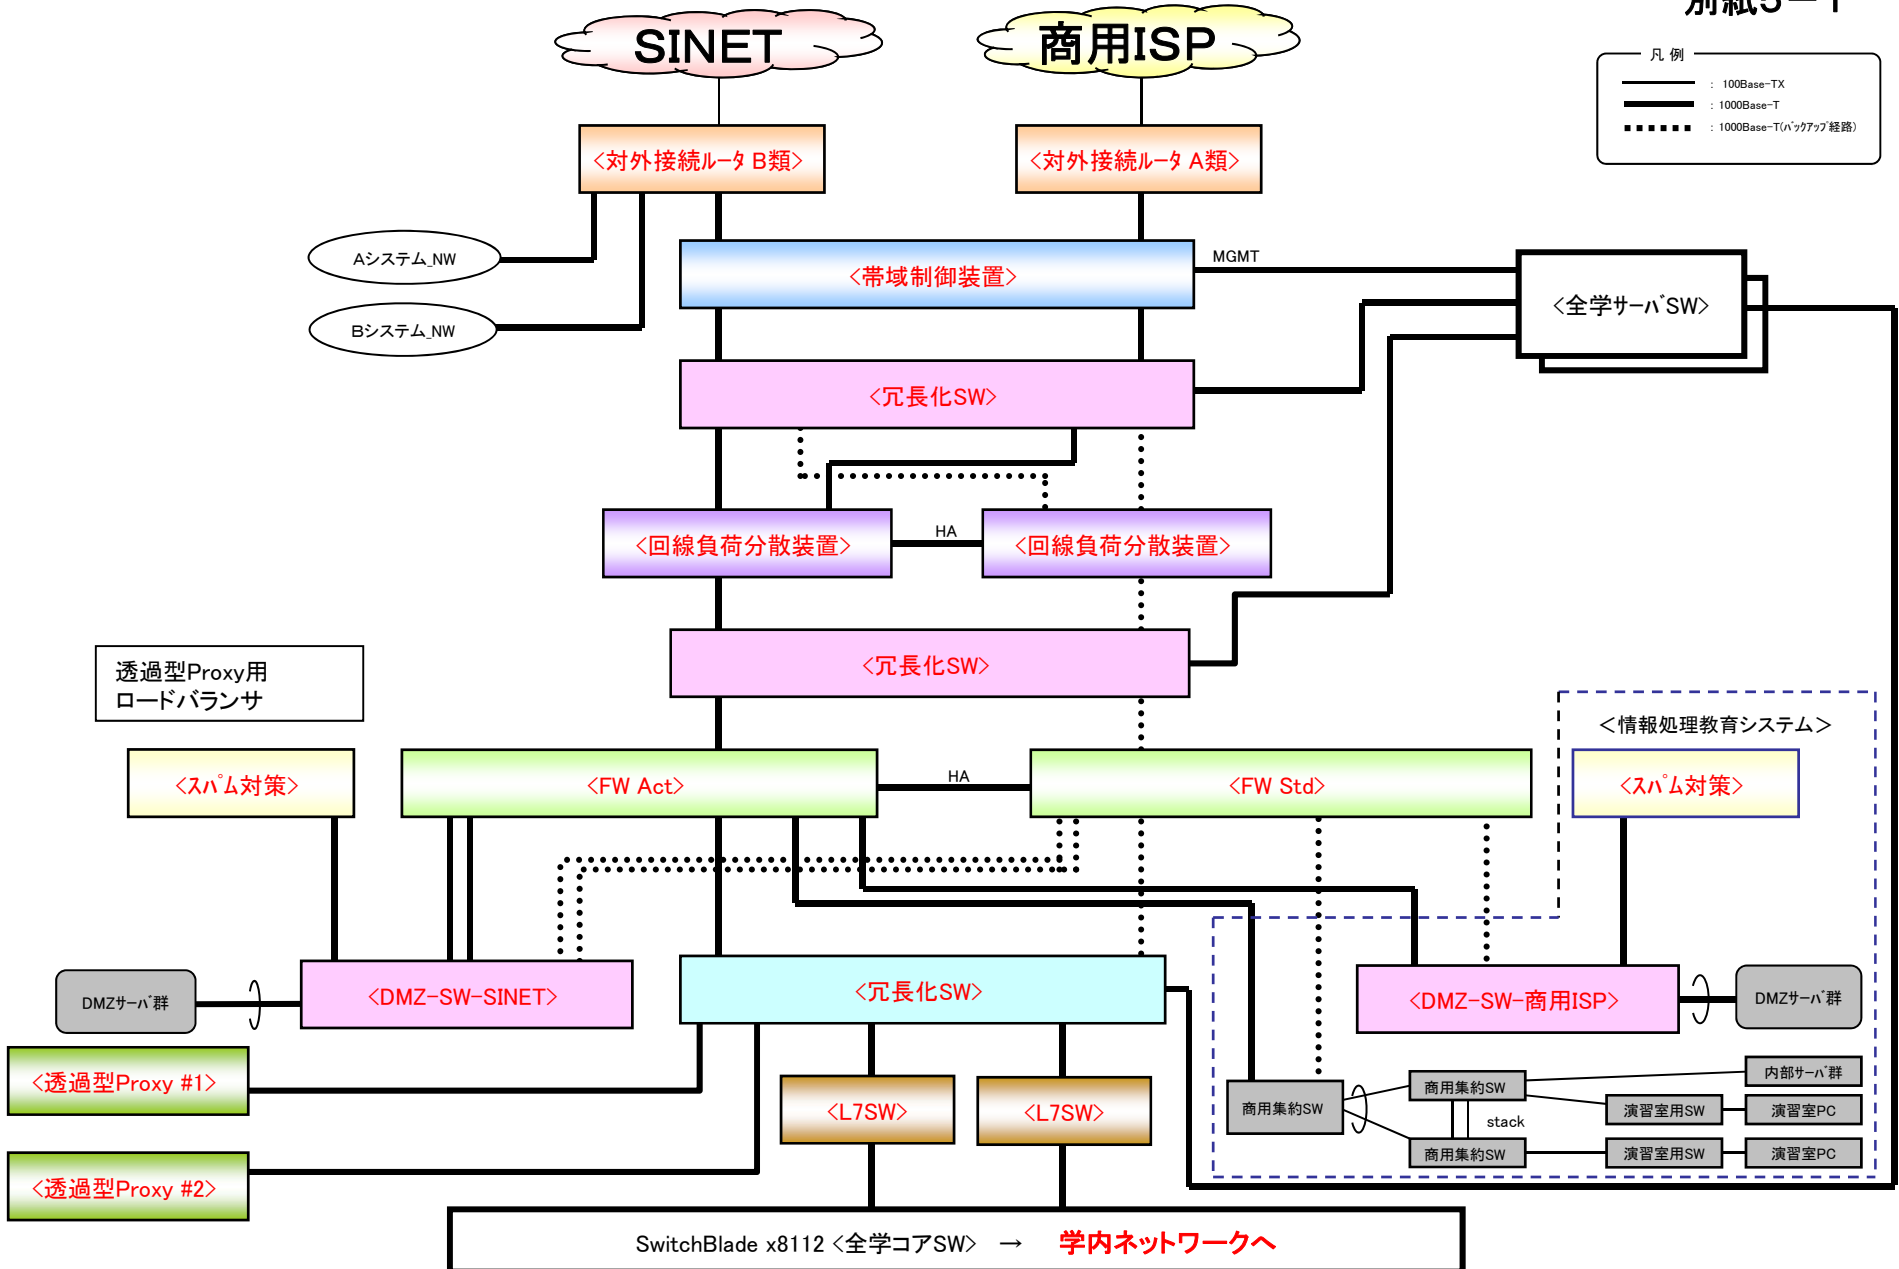 別紙5-1
SINET
商用ISP
凡 例
: 100Base-TX
: 1000Base-T
: 1000Base-T(ﾊﾞｯｸｱｯﾌﾟ経路)
<対外接続ﾙｰﾀ B類>
<対外接続ﾙｰﾀ A類>
Aシステム_NW
Bシステム_NW
<帯域制御装置>
MGMT
<全学ｻｰﾊﾞSW>
<冗長化SW>
<回線負荷分散装置>
HA
<回線負荷分散装置>
<冗長化SW>
透過型Proxy用
ロードバランサ
<ｽﾊﾟﾑ対策>
<FW Act>
HA
<FW Std>
＜情報処理教育システム＞
<ｽﾊﾟﾑ対策>
DMZｻｰﾊﾞ群
<DMZ-SW-SINET>
<冗長化SW>
<DMZ-SW-商用ISP>
DMZｻｰﾊﾞ群
<透過型Proxy #1>
<透過型Proxy #2>
<L7SW>
<L7SW>
商用集約SW
商用集約SW
stack
商用集約SW
内部ｻｰﾊﾞ群
演習室用SW
演習室PC
演習室用SW
演習室PC
SwitchBlade x8112 <全学コアSW> → 学内ネットワークへ